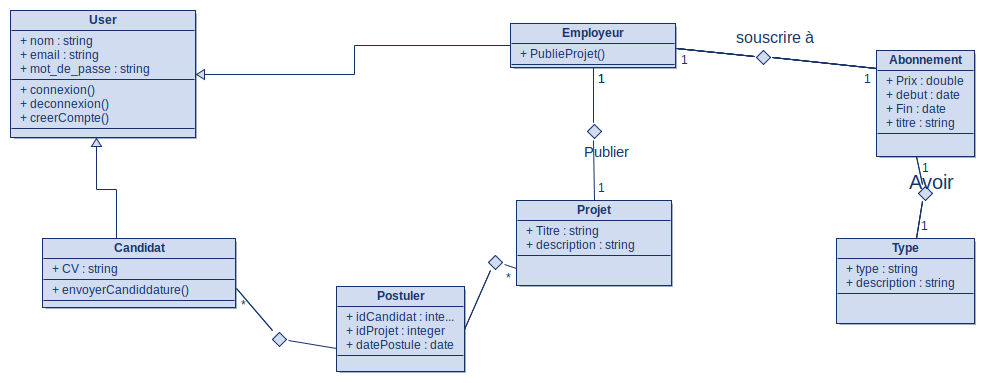 User
+ nom : string
+ email : string
+ mot_de_passe : string
+ connexion()
+ deconnexion()
+ creerCompte()
Employeur
+ PublieProjet()
1
souscrire à
1
Abonnement
+ Prix : double
+ debut : date
+ Fin : date
+ titre : string
1
Publier
1
1
Avoir
1
Projet
+ Titre : string
+ description : string
*
Type
+ type : string
+ description : string
Candidat
+ CV : string
+ envoyerCandiddature()
*
Postuler
+ idCandidat : inte...
+ idProjet : integer
+ datePostule : date